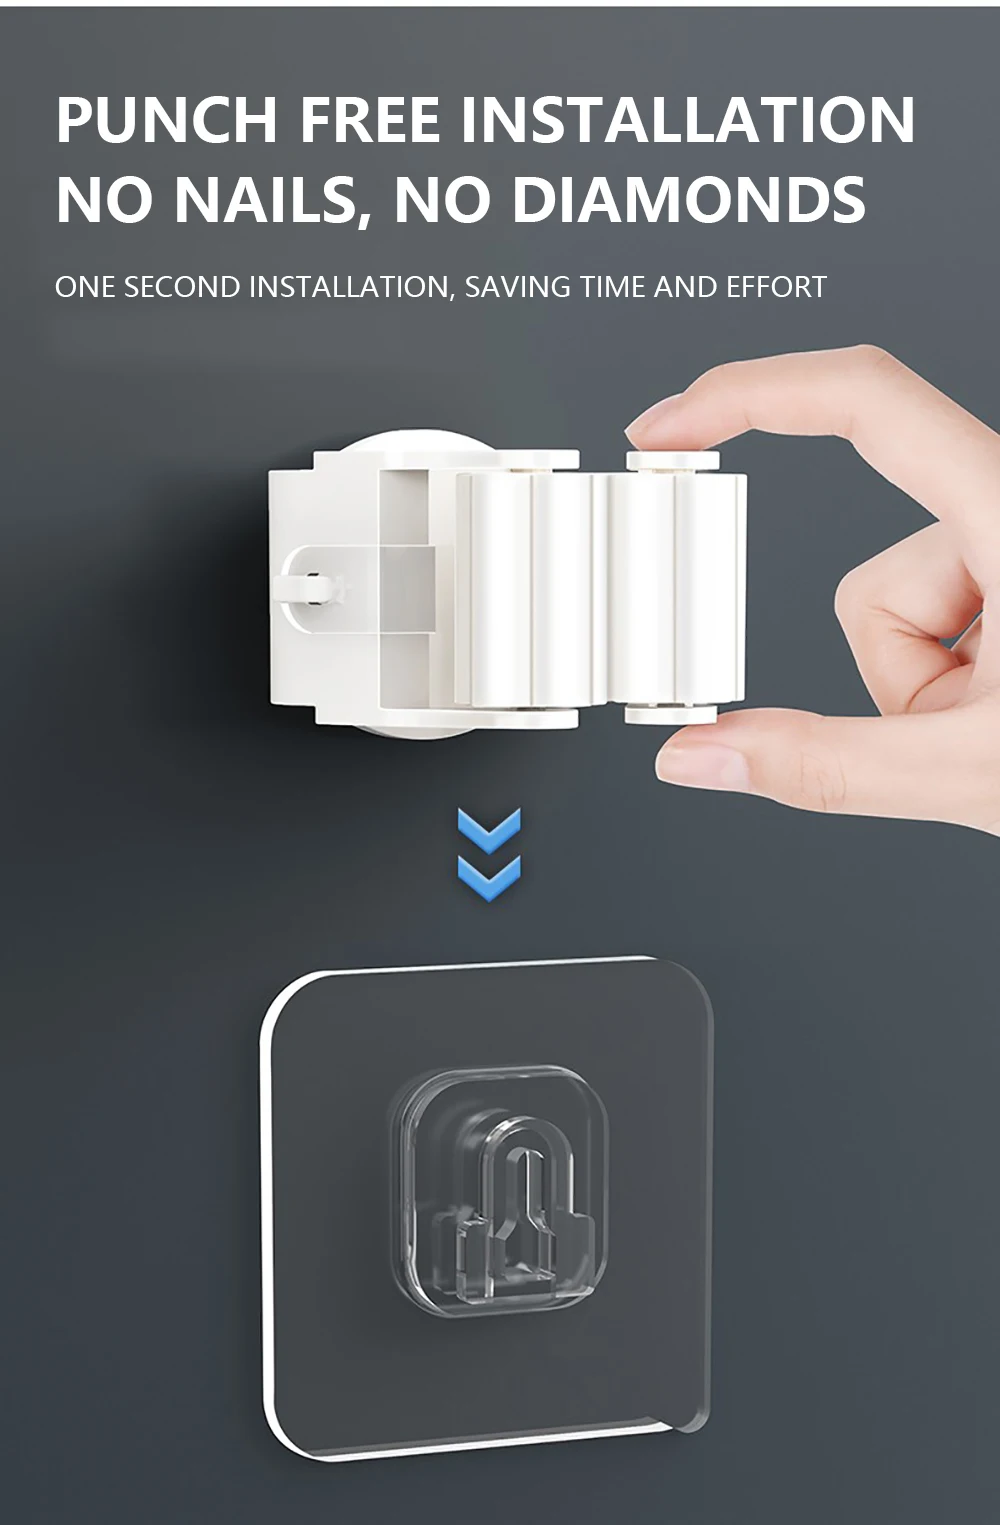 PUNCH FREE INSTALLATION
NO NAILS, NO DIAMONDS
ONE SECOND INSTALLATION, SAVING TIME AND EFFORT